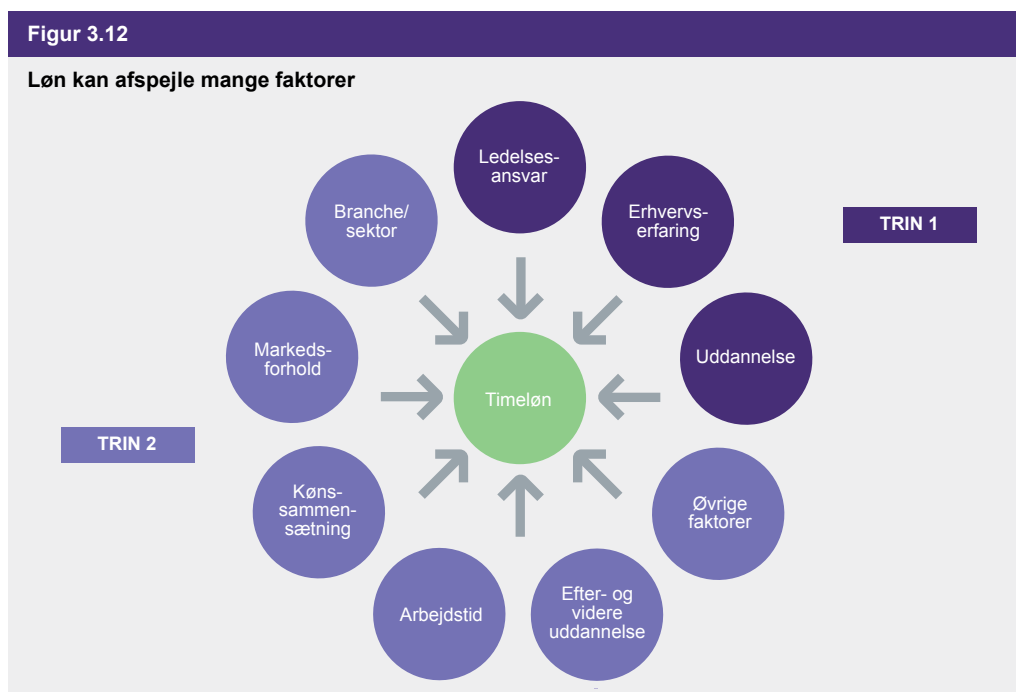 Figur 3.12
Løn kan afspejle mange faktorer
Ledelses-
ansvar
Erhvervs-
erfaring
TRIN 1
Uddannelse
Øvrige
faktorer
Efter- og
videre
uddannelse
Arbejdstid
Køns-
sammen-
sætning
TRIN 2
Markeds-
forhold
Branche/
sektor
Timeløn